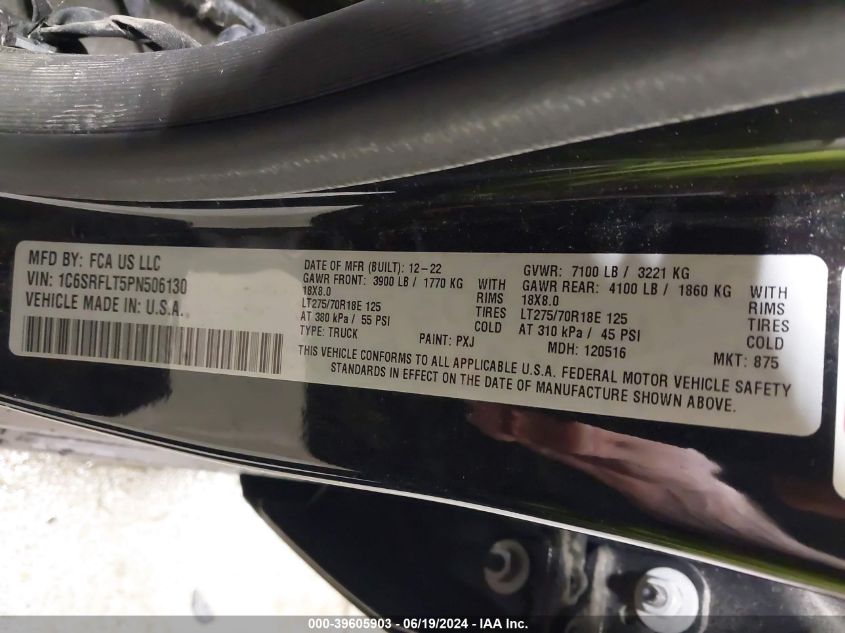 MFD BY: FCA US LLC
VIN: 1C6SRFLT5PN506130
VEHICLE MADE IN: U.S.A.
DATE OF MFR (BUILT): 12-22
GAWR FRONT: 3900 LB / 1770 KG WITH
18X8.0 RIMS
LT275/70R18E 125 TIRES
AT 380 kPa / 55 PSI COLD
TYPE: TRUCK PAINT: PXJ
GVWR: 7100 LB / 3221 KG
GAWR REAR: 4100 LB / 1860 KG WITH
18X8.0 RIMS
LT275/70R18E 125 TIRES
AT 310 kPa / 45 PSI COLD
MDH: 120516 MKT: 875
THIS VEHICLE CONFORMS TO ALL APPLICABLE U.S.A. FEDERAL MOTOR VEHICLE SAFETY
STANDARDS IN EFFECT ON THE DATE OF MANUFACTURE SHOWN ABOVE.
000-39605903 - 06/19/2024 - IAA Inc.